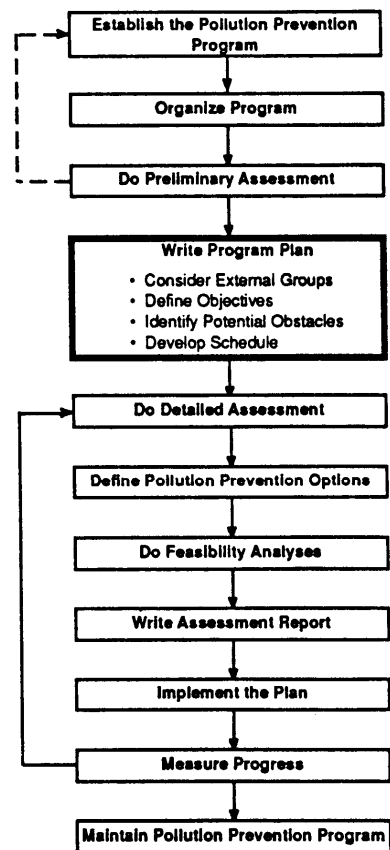 Establish the Pollution Prevention
Program
Organize Program
Do Preliminary Assessment
Write Program Plan
• Consider External Groups
• Define Objectives
• Identify Potential Obstacles
• Develop Schedule
Do Detailed Assessment
Define Pollution Prevention Options
Do Feasibility Analyses
Write Assessment Report
Implement the Plan
Measure Progress
Maintain Pollution Prevention Program